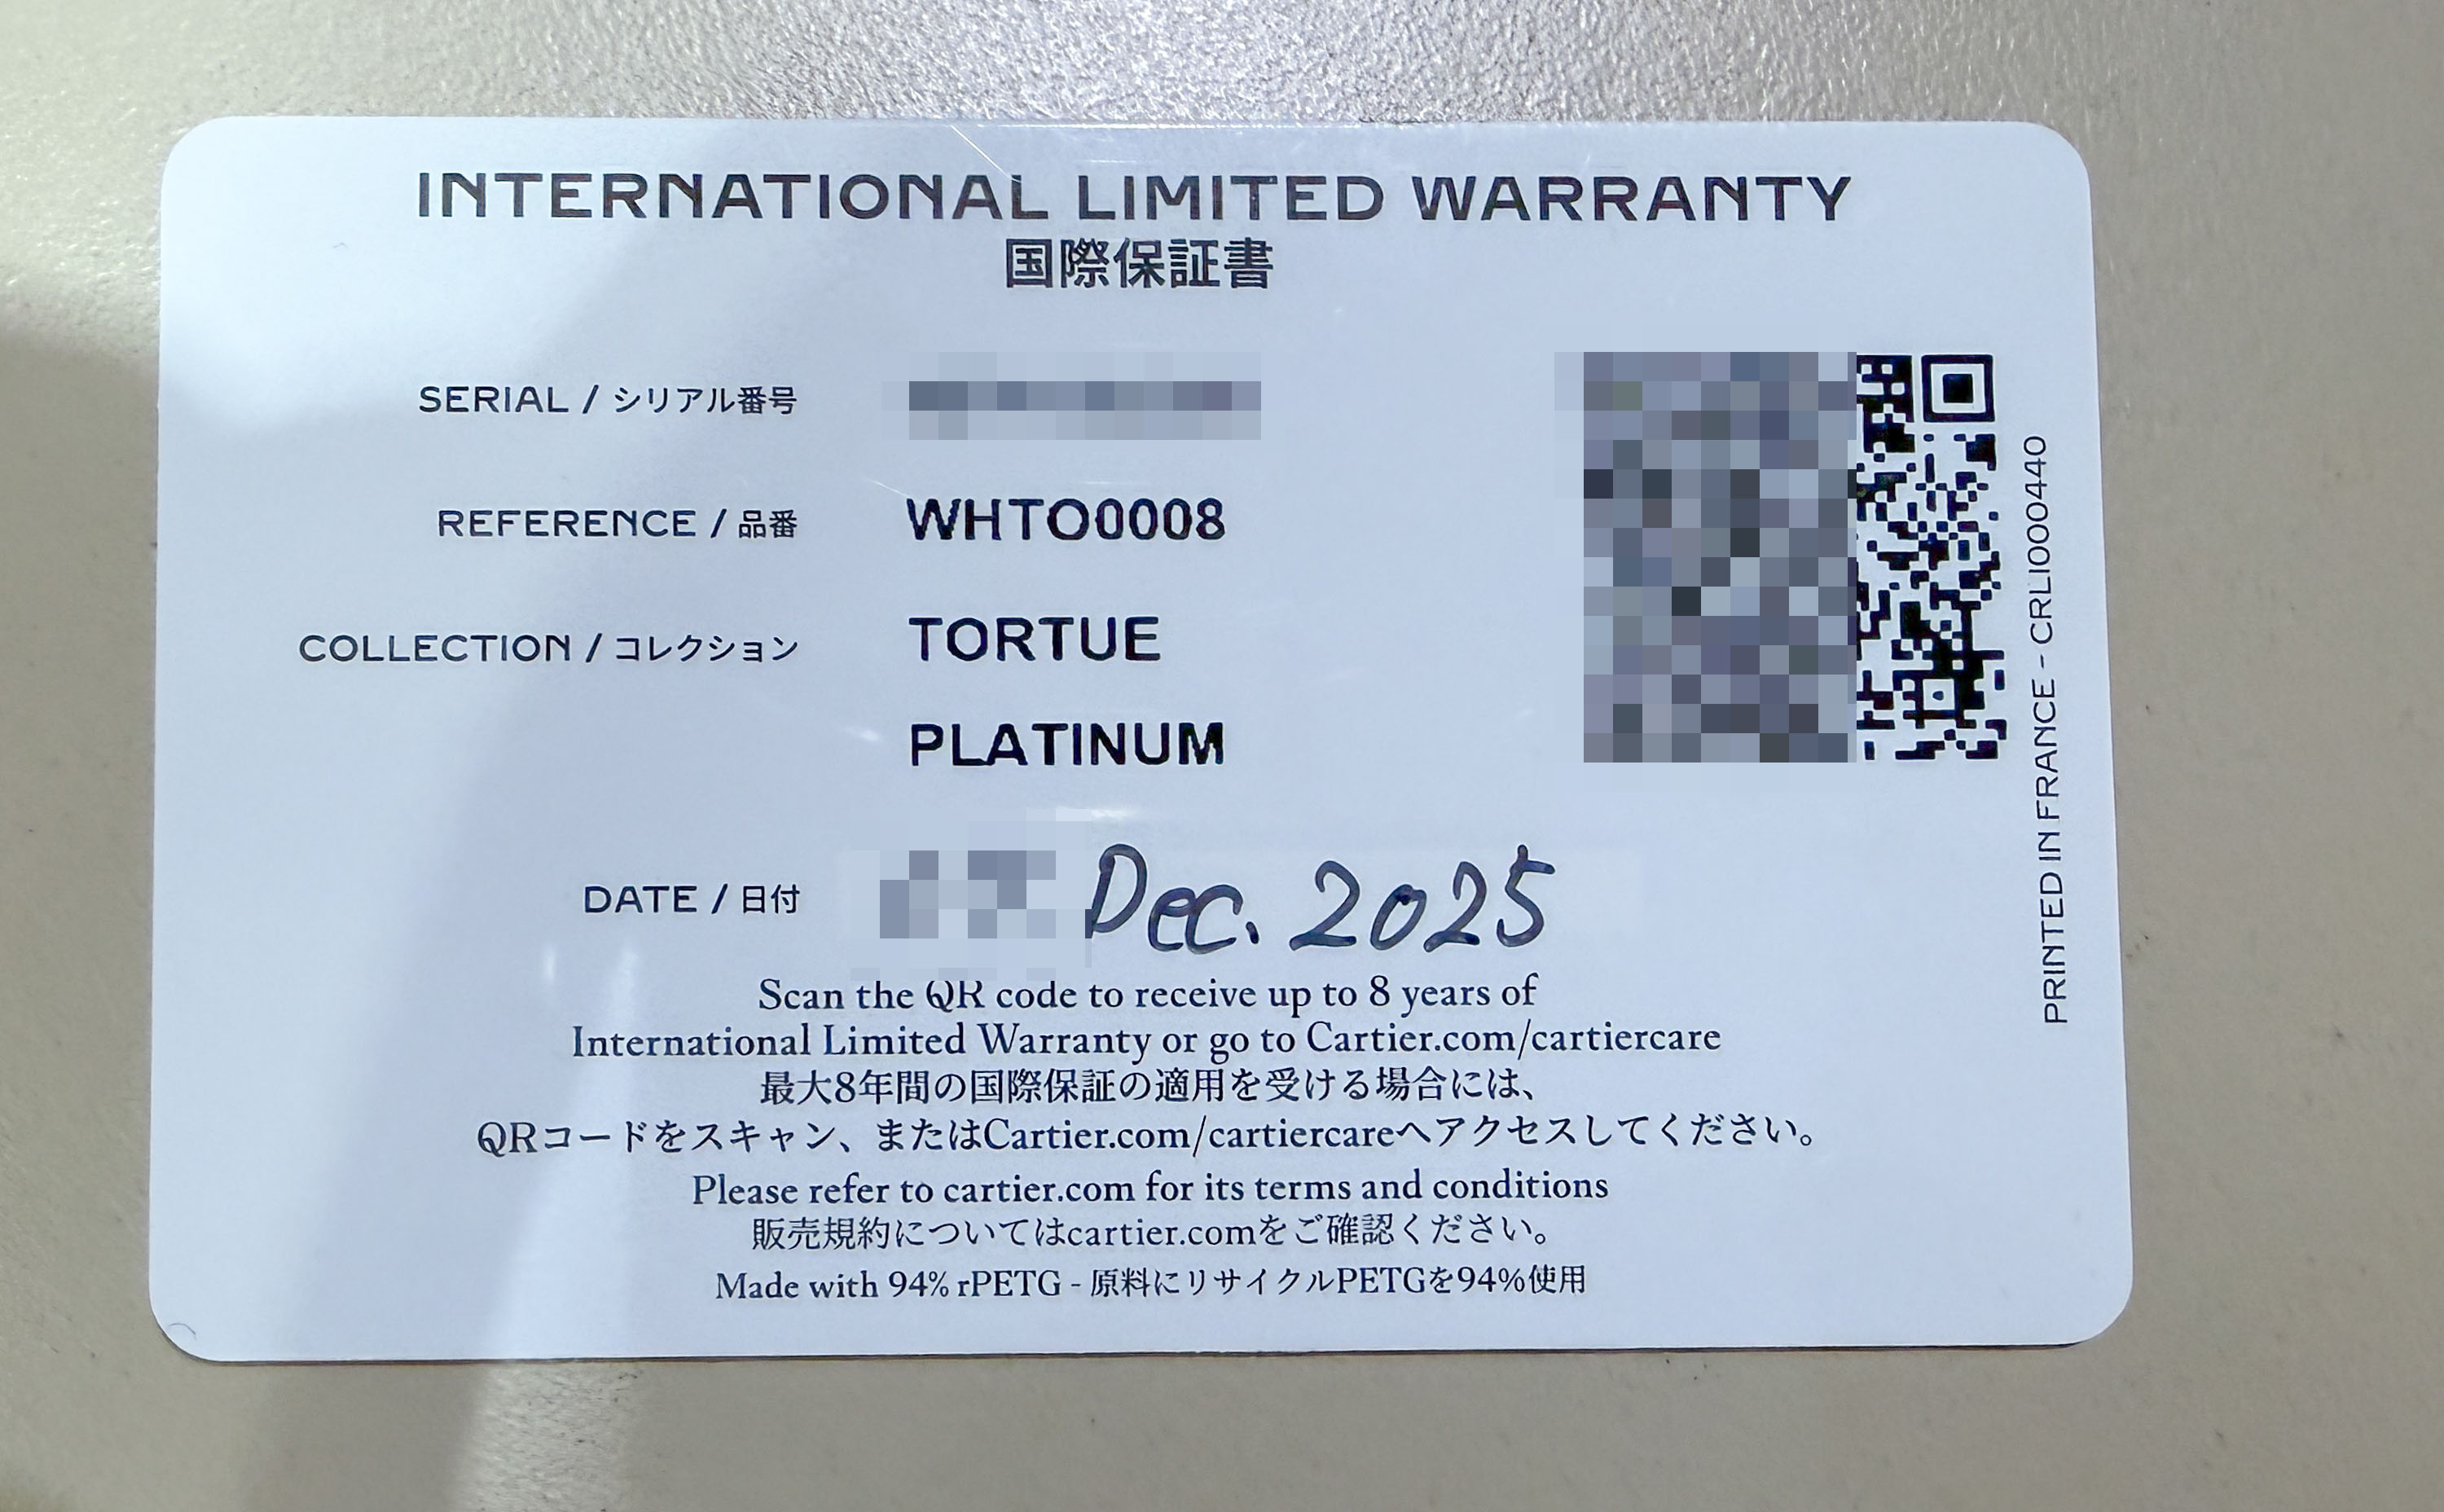 INTERNATIONAL LIMITED WARRANTY
国際保証書
SERIAL / シリアル番号
REFERENCE / 品番 WHTO0008
COLLECTION / コレクション TORTUE
PLATINUM
DATE / 日付 Dec. 2025
Scan the QR code to receive up to 8 years of
International Limited Warranty or go to Cartier.com/cartiercare
最大8年間の国際保証の適用を受ける場合には、
QRコードをスキャン、またはCartier.com/cartiercareへアクセスしてください。
Please refer to cartier.com for its terms and conditions
販売規約についてはcartier.comをご確認ください。
Made with 94% rPETG - 原料にリサイクルPETGを94%使用
PRINTED IN FRANCE - CRLI000440